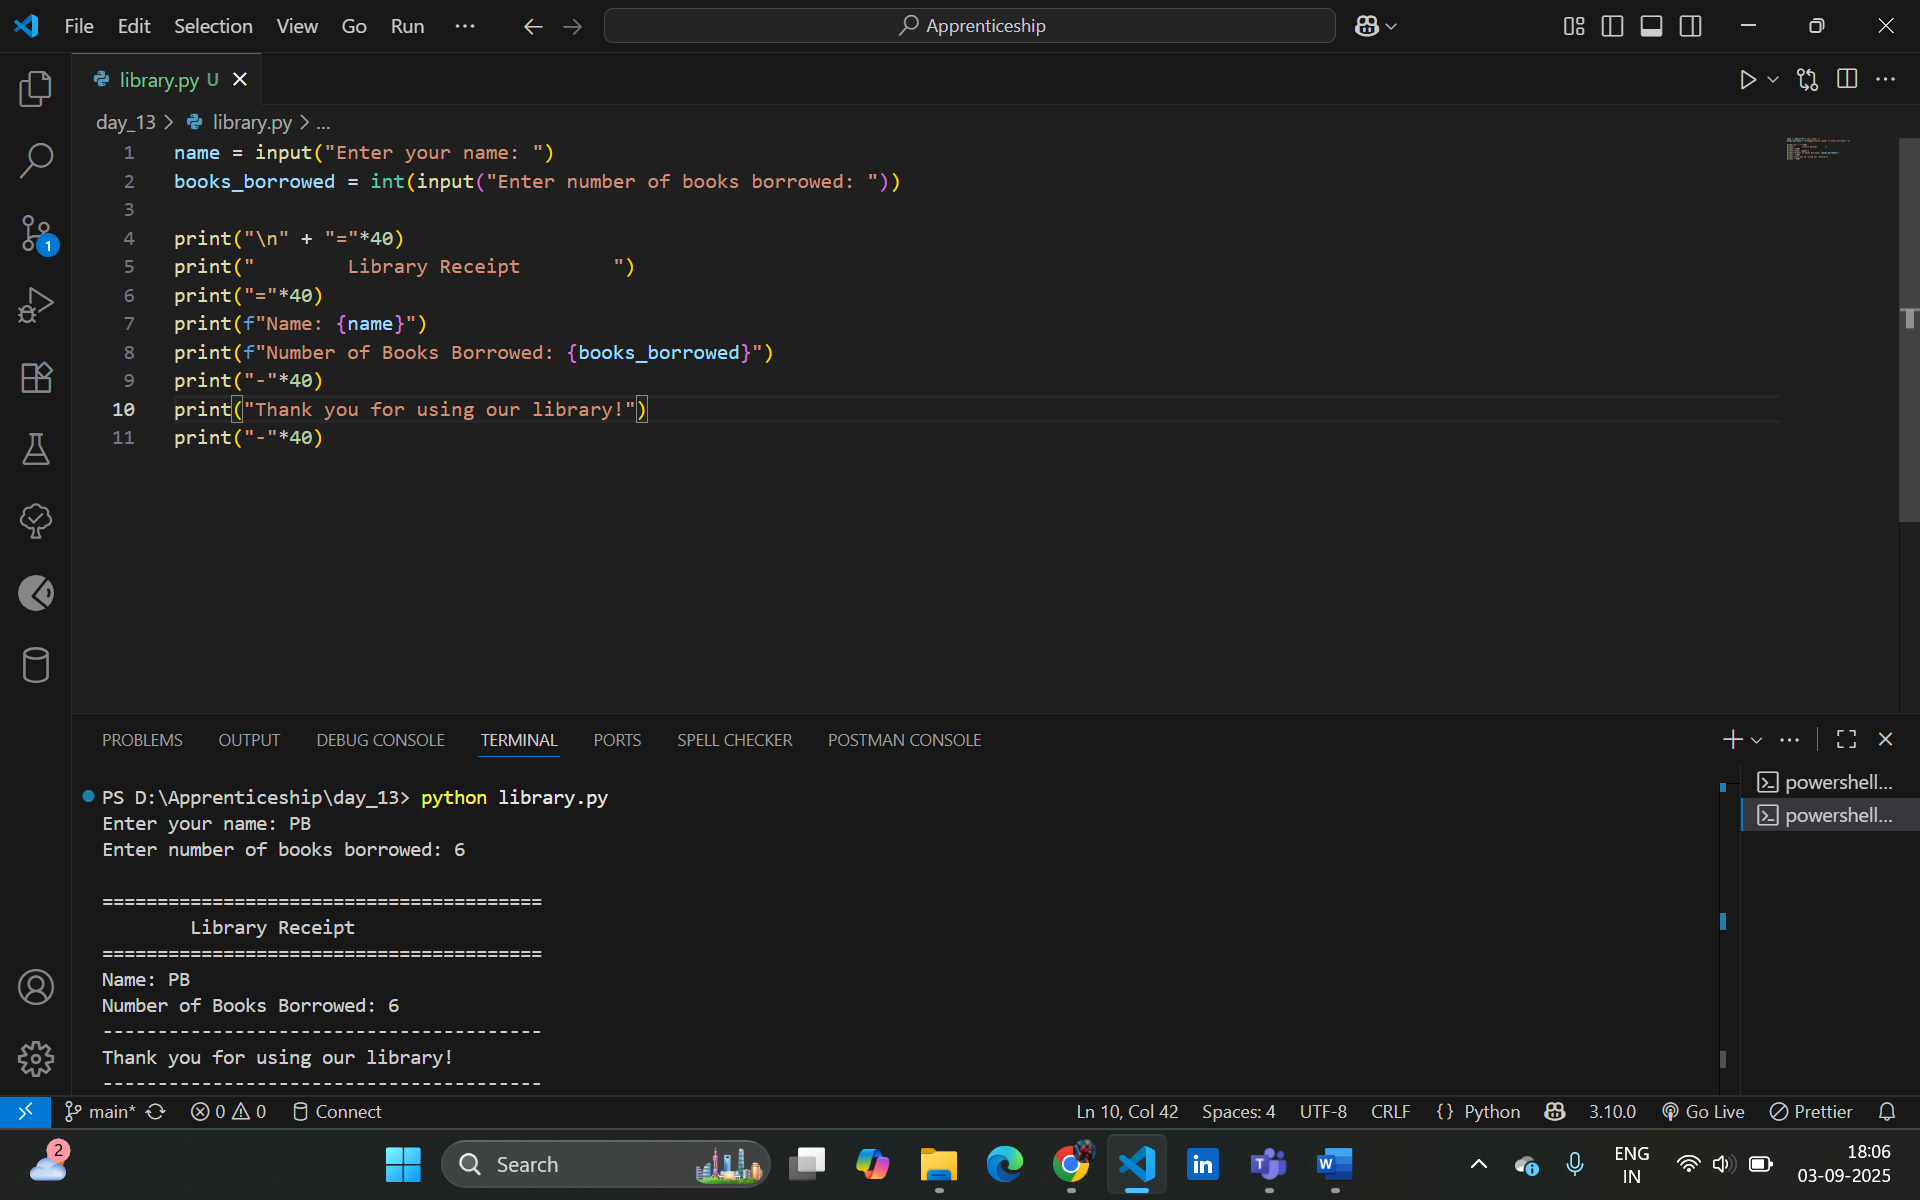 File Edit Selection View Go Run ··· Apprenticeship
library.py U
day_13 > library.py > ...
1 name = input("Enter your name: ")
2 books_borrowed = int(input("Enter number of books borrowed: "))
3
4 print("\n" + "="*40)
5 print("        Library Receipt        ")
6 print("="*40)
7 print(f"Name: {name}")
8 print(f"Number of Books Borrowed: {books_borrowed}")
9 print("-"*40)
10 print("Thank you for using our library!")
11 print("-"*40)
1
PROBLEMS OUTPUT DEBUG CONSOLE TERMINAL PORTS SPELL CHECKER POSTMAN CONSOLE
PS D:\Apprenticeship\day_13> python library.py
Enter your name: PB
Enter number of books borrowed: 6
========================================
        Library Receipt
========================================
Name: PB
Number of Books Borrowed: 6
----------------------------------------
Thank you for using our library!
----------------------------------------
powershell...
powershell...
main* 0 0 Connect Ln 10, Col 42 Spaces: 4 UTF-8 CRLF {} Python 3.10.0 Go Live Prettier
2 Search ENG 18:06
IN 03-09-2025